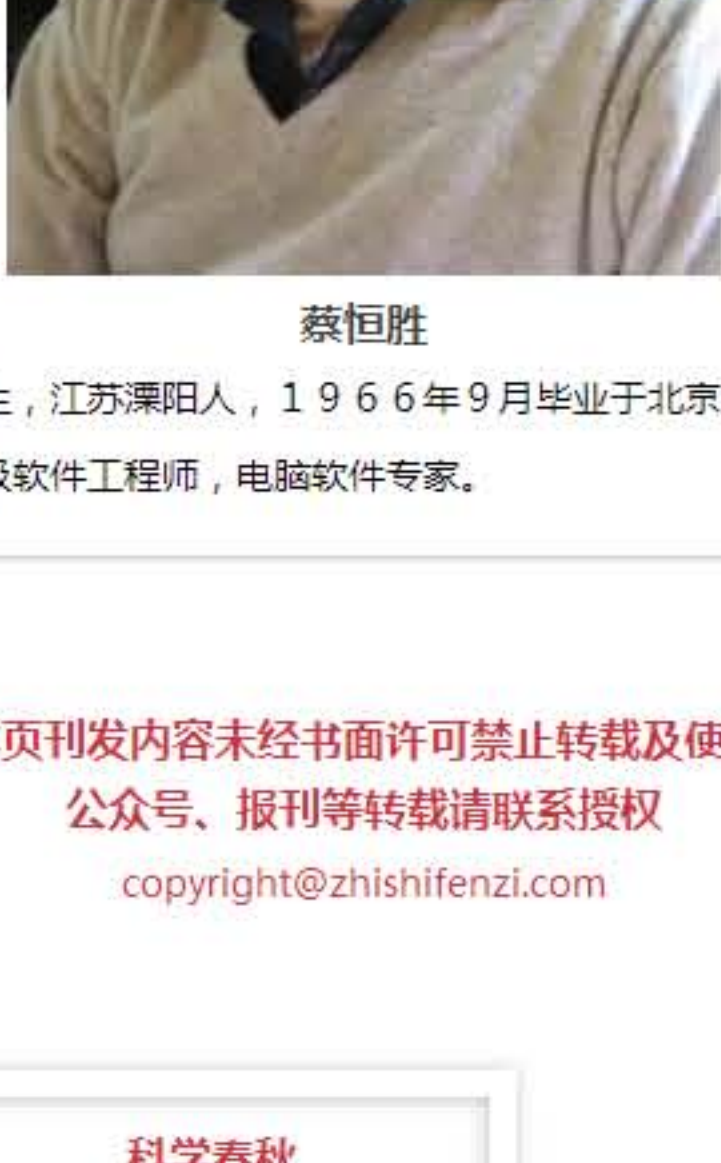 蔡恒胜
生，江苏溧阳人，１９６６年９月毕业于北京
级软件工程师，电脑软件专家。
页刊发内容未经书面许可禁止转载及使
公众号、报刊等转载请联系授权
copyright@zhishifenzi.com
科学春秋